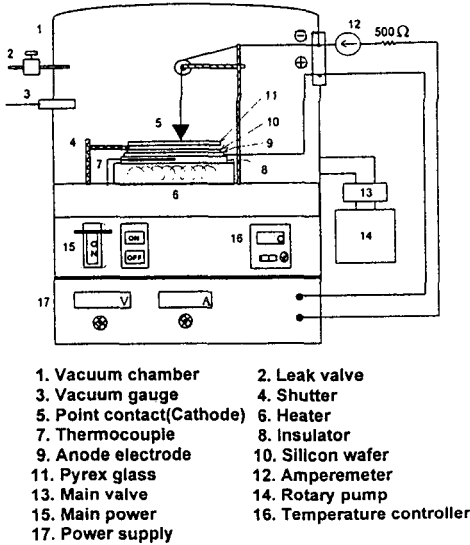 1
12
500Ω
2
⊖
⊕
3
11
10
4
5
9
7
8
6
13
14
15
ON
ON
OFF
16
C
17
V
A
1. Vacuum chamber
2. Leak valve
3. Vacuum gauge
4. Shutter
5. Point contact(Cathode)
6. Heater
7. Thermocouple
8. Insulator
9. Anode electrode
10. Silicon wafer
11. Pyrex glass
12. Amperemeter
13. Main valve
14. Rotary pump
15. Main power
16. Temperature controller
17. Power supply